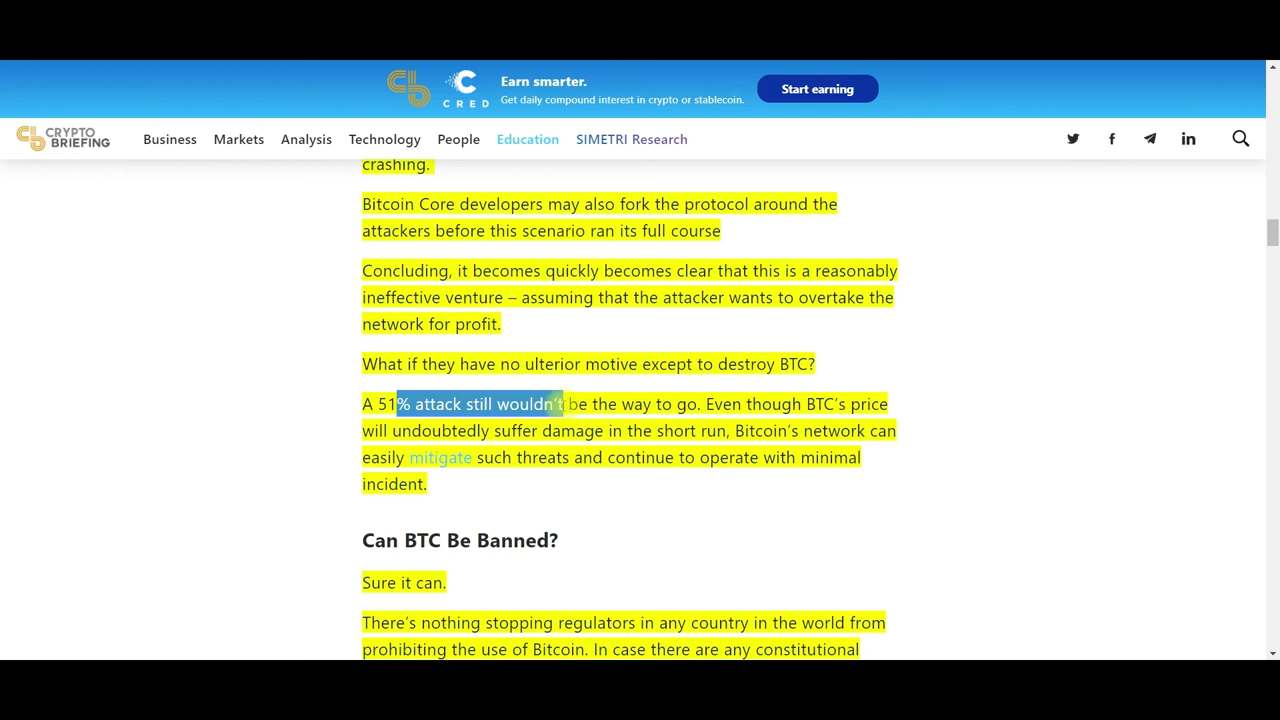 Earn smarter.
CRED
Get daily compound interest in crypto or stablecoin.
Start earning
CRYPTO
BRIEFING
Business Markets Analysis Technology People Education SIMETRI Research
crashing.
Bitcoin Core developers may also fork the protocol around the
attackers before this scenario ran its full course
Concluding, it becomes quickly becomes clear that this is a reasonably
ineffective venture – assuming that the attacker wants to overtake the
network for profit.
What if they have no ulterior motive except to destroy BTC?
A 51% attack still wouldn’t be the way to go. Even though BTC’s price
will undoubtedly suffer damage in the short run, Bitcoin’s network can
easily mitigate such threats and continue to operate with minimal
incident.
Can BTC Be Banned?
Sure it can.
There’s nothing stopping regulators in any country in the world from
prohibiting the use of Bitcoin. In case there are any constitutional